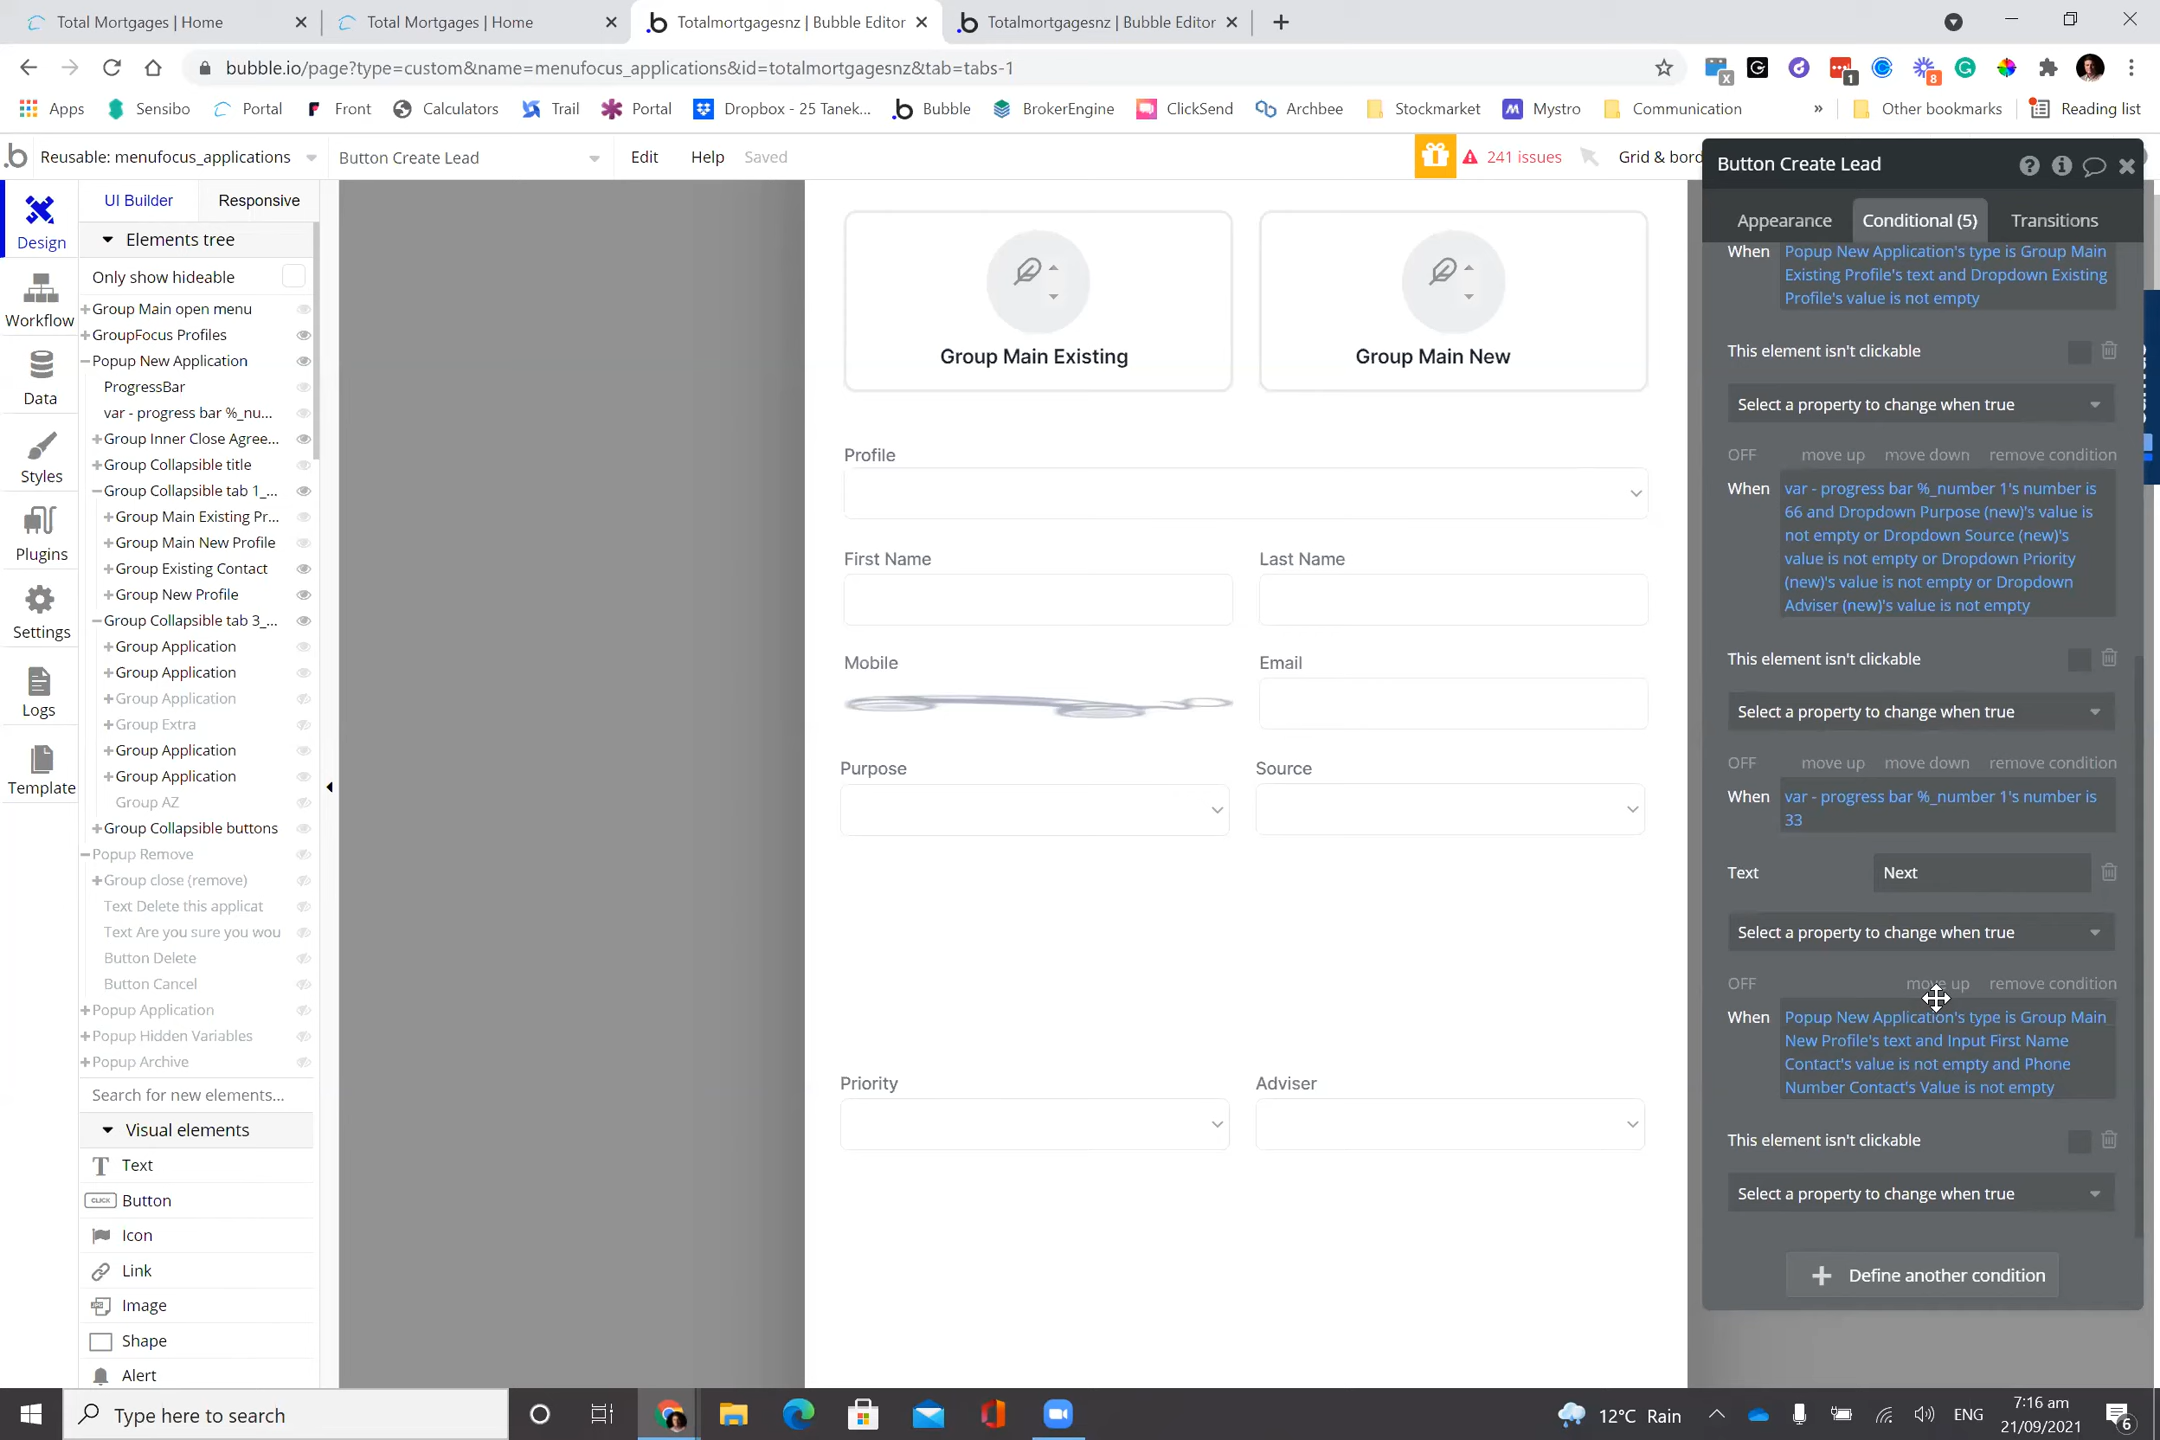 Total Mortgages | Home
Total Mortgages | Home
Totalmortgagesnz | Bubble Editor
Totalmortgagesnz | Bubble Editor
bubble.io/page?type=custom&name=menufocus_applications&id=totalmortgagesnz&tab=tabs-1
Apps
Sensibo
Portal
Front
Calculators
Trail
Portal
Dropbox - 25 Tanek...
Bubble
BrokerEngine
ClickSend
Archbee
Stockmarket
Mystro
Communication
»
Other bookmarks
Reading list
Reusable: menufocus_applications
Button Create Lead
Edit
Help
Saved
241 issues
Grid & bord
Design
Workflow
Data
Styles
Plugins
Settings
Logs
Template
UI Builder
Responsive
Elements tree
Only show hideable
Group Main open menu
GroupFocus Profiles
Popup New Application
ProgressBar
var - progress bar %_nu...
Group Inner Close Agree...
Group Collapsible title
Group Collapsible tab 1_...
Group Main Existing Pr...
Group Main New Profile
Group Existing Contact
Group New Profile
Group Collapsible tab 3_...
Group Application
Group Application
Group Application
Group Extra
Group Application
Group Application
Group AZ
Group Collapsible buttons
Popup Remove
Group close (remove)
Text Delete this applicat
Text Are you sure you wou
Button Delete
Button Cancel
Popup Application
Popup Hidden Variables
Popup Archive
Search for new elements...
Visual elements
Text
CLICK Button
Icon
Link
Image
Shape
Alert
Group Main Existing
Group Main New
Profile
First Name
Last Name
Mobile
Email
Purpose
Source
Priority
Adviser
Button Create Lead
Appearance
Conditional (5)
Transitions
When Popup New Application's type is Group Main
Existing Profile's text and Dropdown Existing
Profile's value is not empty
This element isn't clickable
Select a property to change when true
OFF move up move down remove condition
When var - progress bar %_number 1's number is
66 and Dropdown Purpose (new)'s value is
not empty or Dropdown Source (new)'s
value is not empty or Dropdown Priority
(new)'s value is not empty or Dropdown
Adviser (new)'s value is not empty
This element isn't clickable
Select a property to change when true
OFF move up move down remove condition
When var - progress bar %_number 1's number is
33
Text Next
Select a property to change when true
OFF move up remove condition
When Popup New Application's type is Group Main
New Profile's text and Input First Name
Contact's value is not empty and Phone
Number Contact's Value is not empty
This element isn't clickable
Select a property to change when true
Define another condition
Type here to search
12°C Rain
ENG
7:16 am
21/09/2021
6